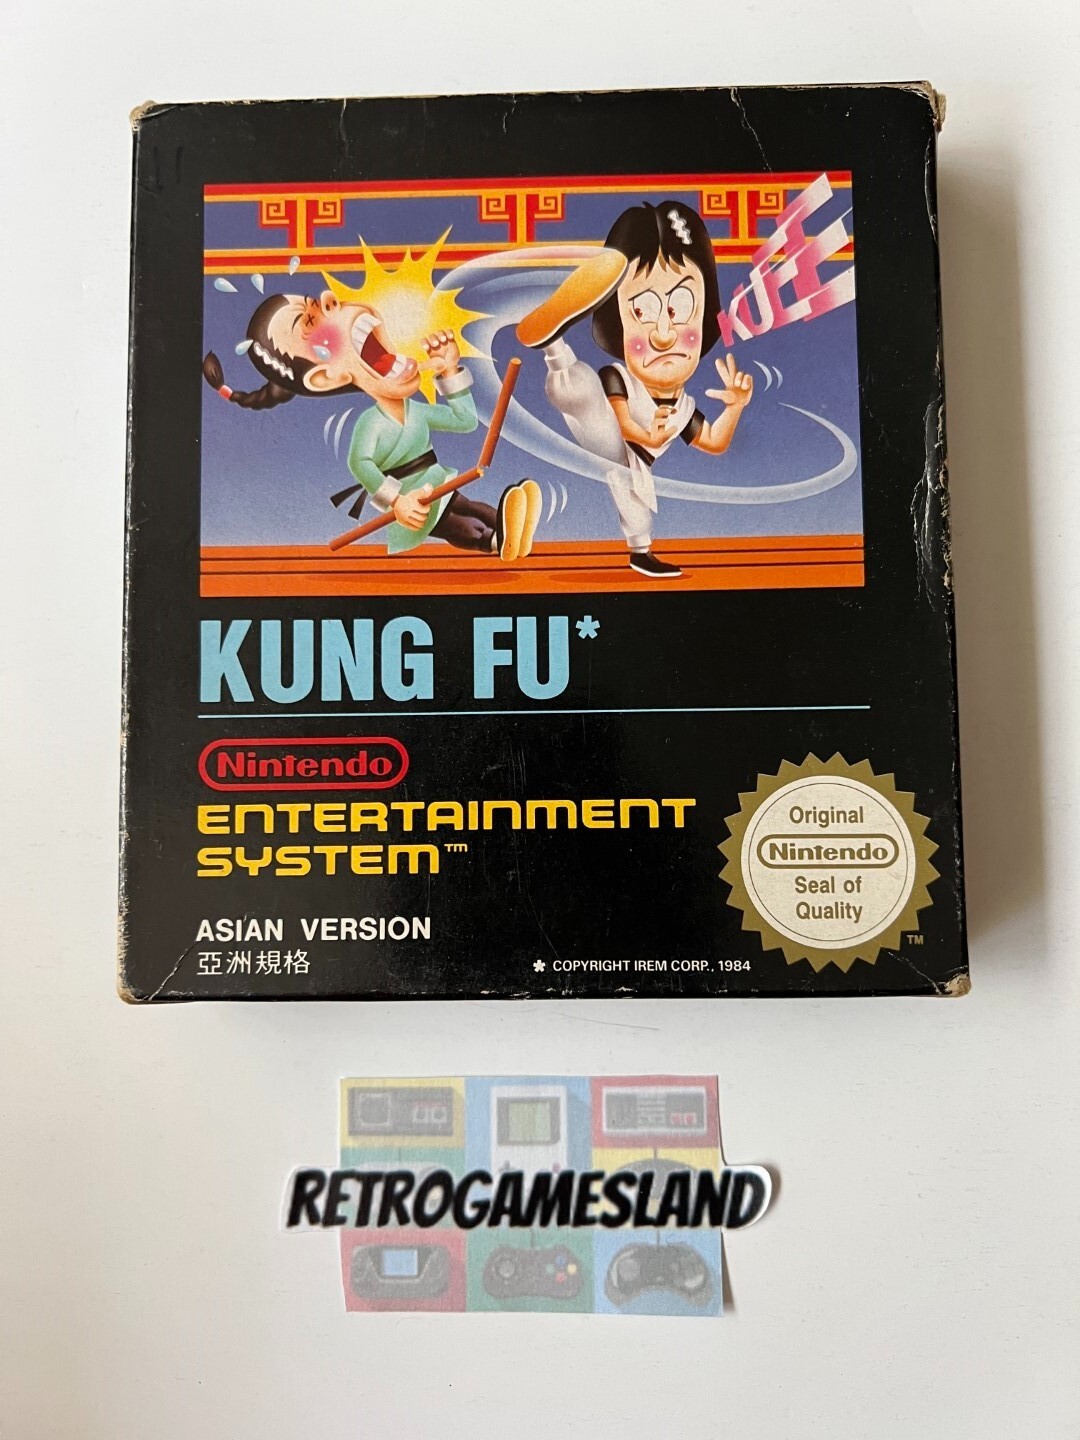 KUEEE
KUNG FU*
Nintendo
ENTERTAINMENT
SYSTEM™
ASIAN VERSION
亞洲規格
* COPYRIGHT IREM CORP., 1984
Original
Nintendo
Seal of
Quality
TM
RETROGAMESLAND